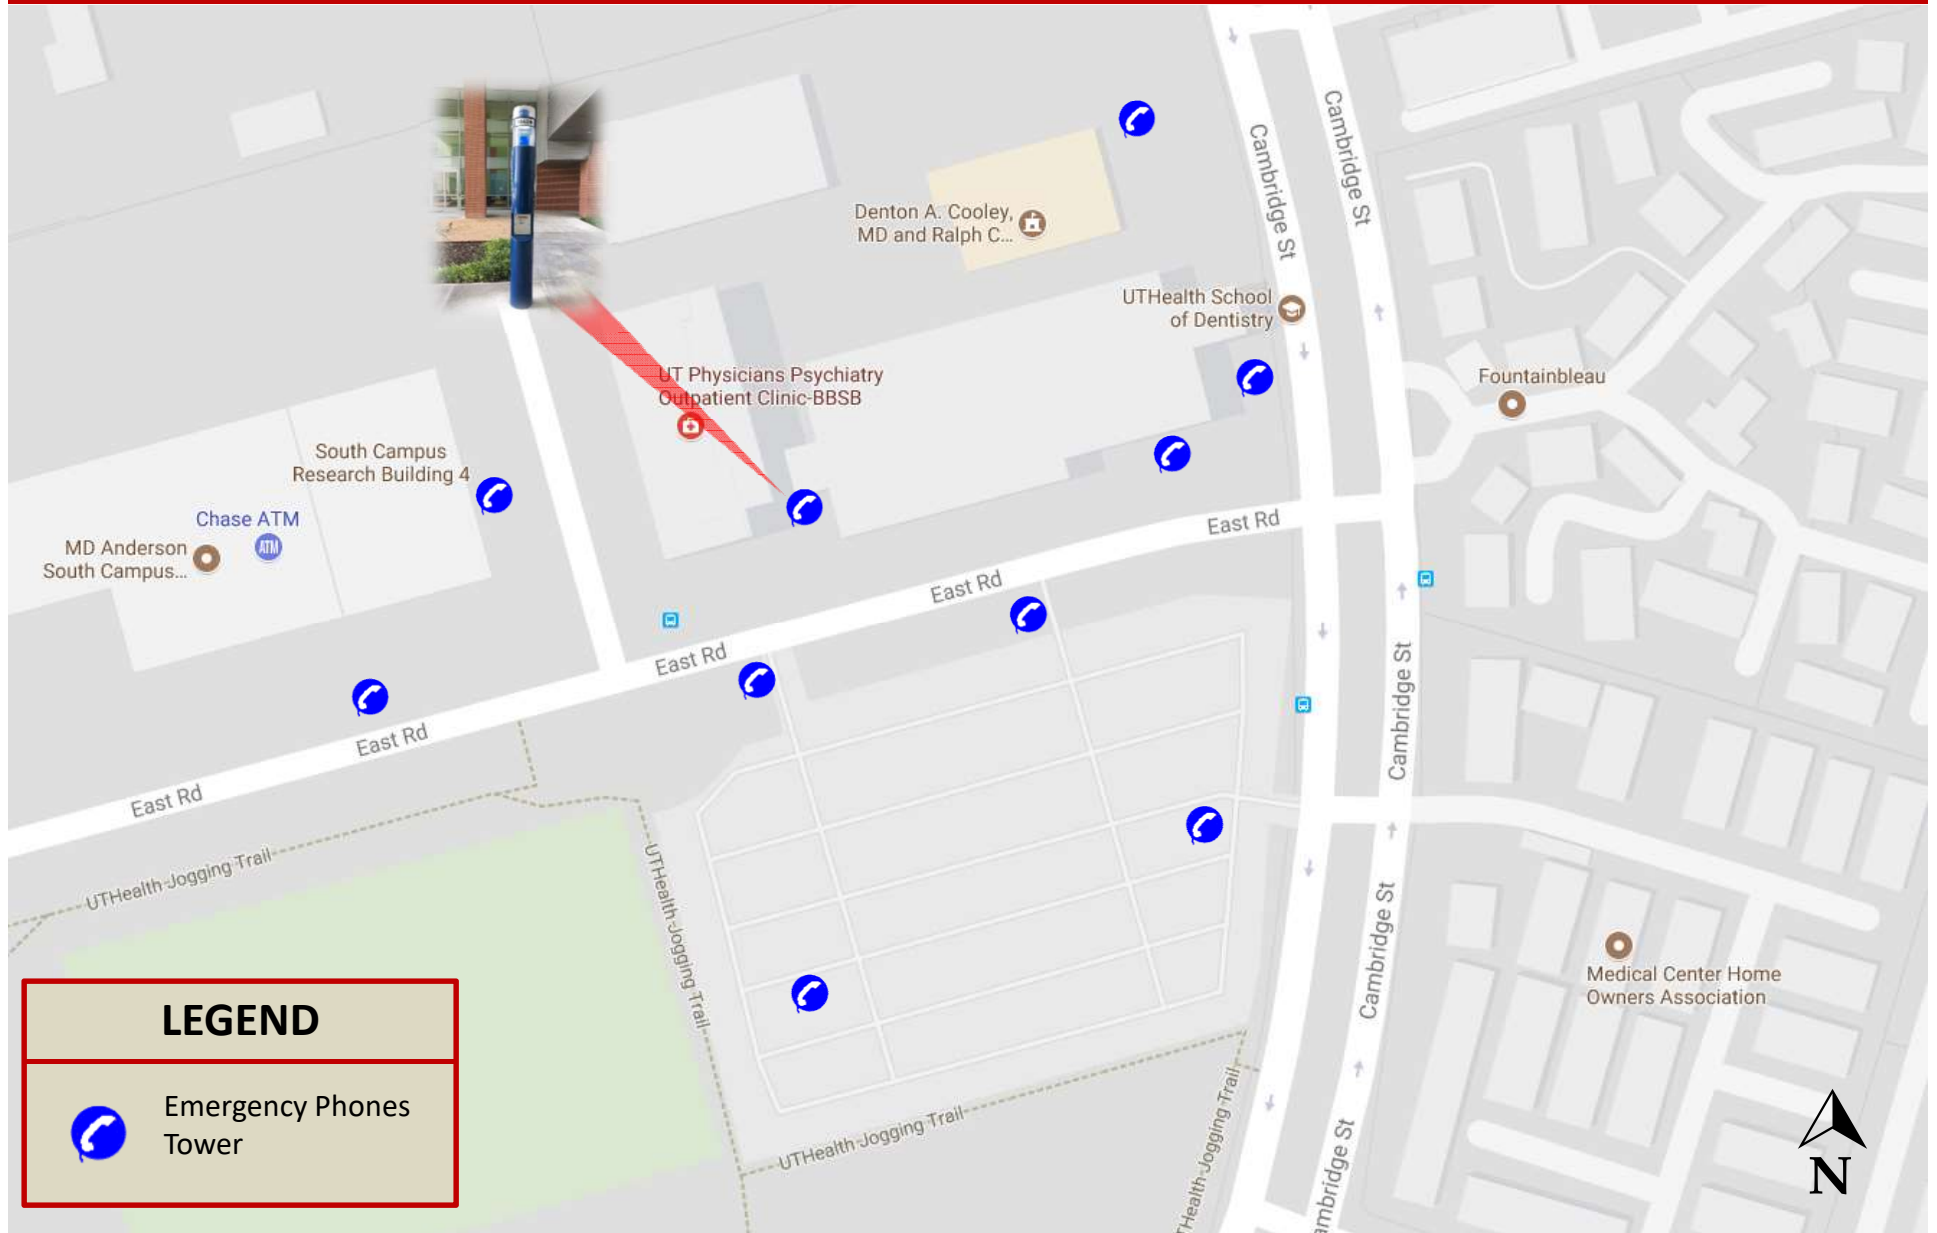 Cambridge St
Cambridge St
Denton A. Cooley,
MD and Ralph C...
UTHealth School
of Dentistry
UT Physicians Psychiatry
Outpatient Clinic-BBSB
Fountainbleau
South Campus
Research Building 4
Chase ATM
ATM
MD Anderson
South Campus...
East Rd
East Rd
East Rd
East Rd
East Rd
Cambridge St
UTHealth Jogging Trail
UTHealth Jogging Trail
Cambridge St
Medical Center Home
Owners Association
LEGEND
Emergency Phones
Tower
UTHealth Jogging Trail
THealth Jogging Trail
ambridge St
N